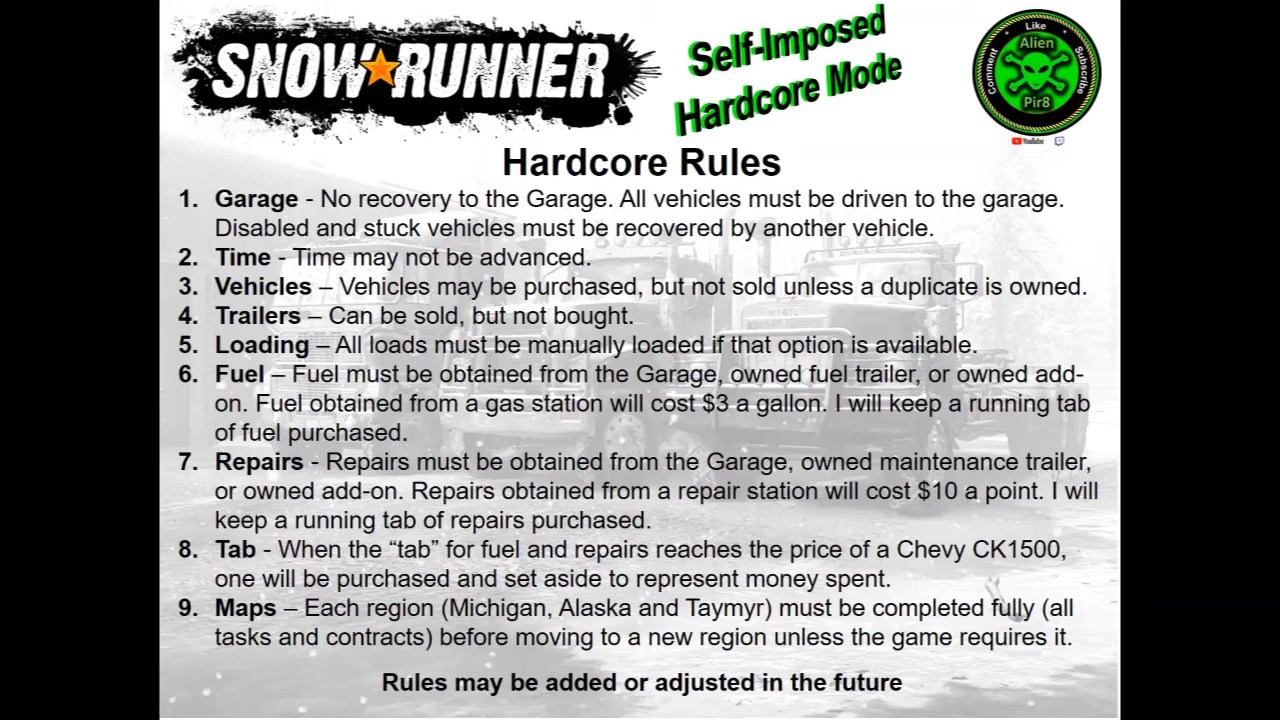 SNOWRUNNER
Self-Imposed
Hardcore Mode
Like
Comment
Subscribe
Alien
Pir8
YouTube
Hardcore Rules
1. Garage - No recovery to the Garage. All vehicles must be driven to the garage.
Disabled and stuck vehicles must be recovered by another vehicle.
2. Time - Time may not be advanced.
3. Vehicles – Vehicles may be purchased, but not sold unless a duplicate is owned.
4. Trailers – Can be sold, but not bought.
5. Loading – All loads must be manually loaded if that option is available.
6. Fuel – Fuel must be obtained from the Garage, owned fuel trailer, or owned add-
on. Fuel obtained from a gas station will cost $3 a gallon. I will keep a running tab
of fuel purchased.
7. Repairs - Repairs must be obtained from the Garage, owned maintenance trailer,
or owned add-on. Repairs obtained from a repair station will cost $10 a point. I will
keep a running tab of repairs purchased.
8. Tab - When the “tab” for fuel and repairs reaches the price of a Chevy CK1500,
one will be purchased and set aside to represent money spent.
9. Maps – Each region (Michigan, Alaska and Taymyr) must be completed fully (all
tasks and contracts) before moving to a new region unless the game requires it.
Rules may be added or adjusted in the future